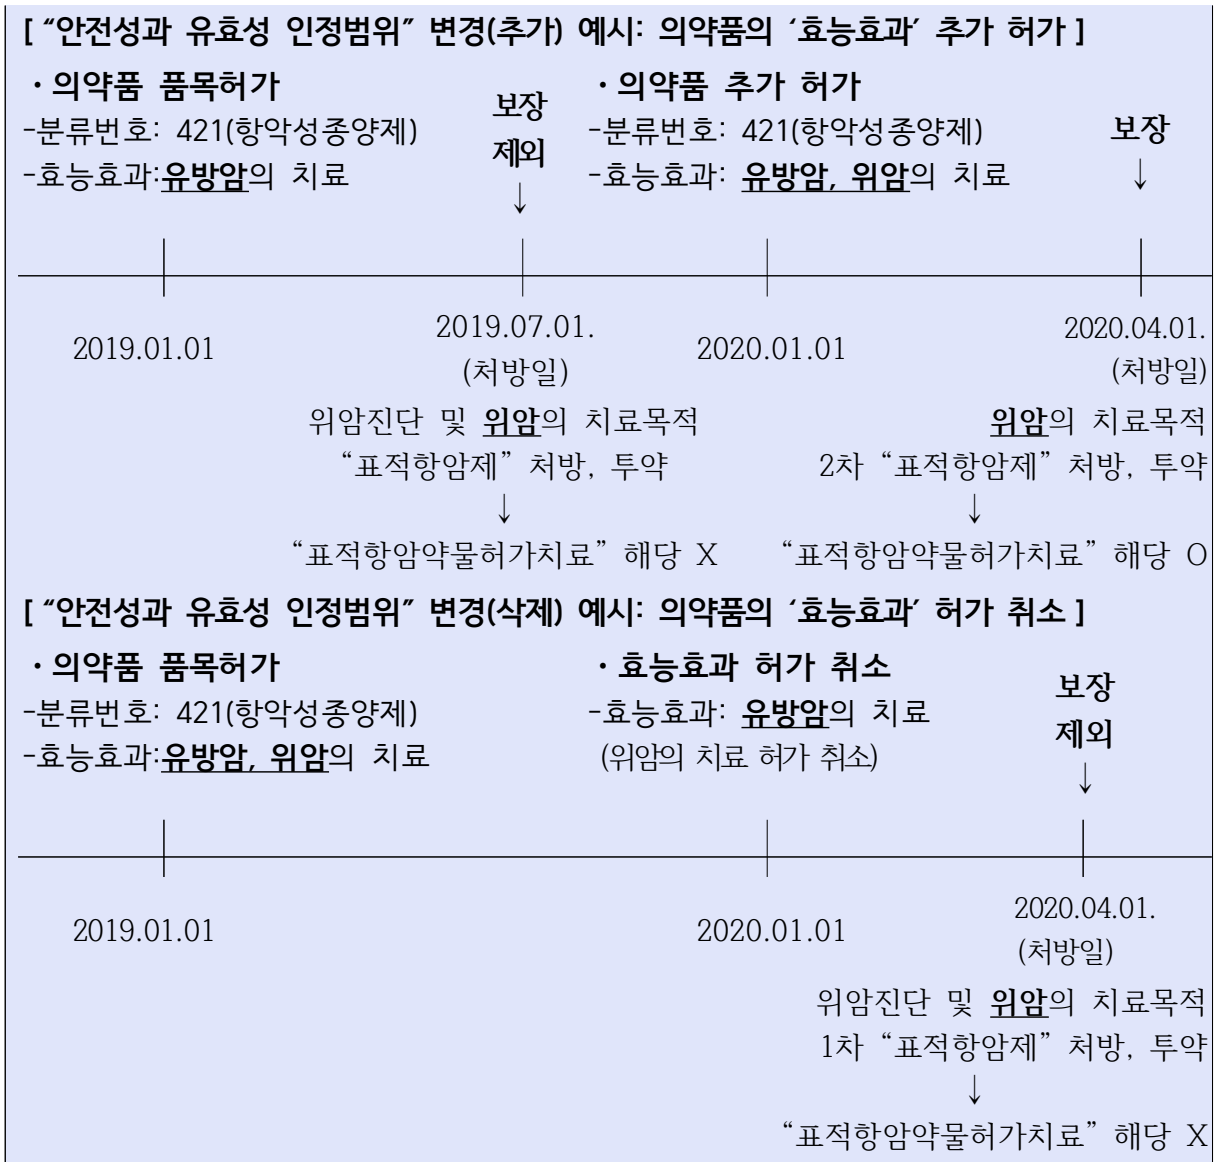 [ “안전성과 유효성 인정범위” 변경(추가) 예시: 의약품의 ‘효능효과’ 추가 허가 ]
・의약품 품목허가
-분류번호: 421(항악성종양제)
-효능효과:유방암의 치료
보장
제외
↓
・의약품 추가 허가
-분류번호: 421(항악성종양제)
-효능효과: 유방암, 위암의 치료
보장
↓
2019.01.01
2019.07.01.
(처방일)
2020.01.01
2020.04.01.
(처방일)
위암진단 및 위암의 치료목적
“표적항암제” 처방, 투약
↓
“표적항암약물허가치료” 해당 X
위암의 치료목적
2차 “표적항암제” 처방, 투약
↓
“표적항암약물허가치료” 해당 O
[ “안전성과 유효성 인정범위” 변경(삭제) 예시: 의약품의 ‘효능효과’ 허가 취소 ]
・의약품 품목허가
-분류번호: 421(항악성종양제)
-효능효과:유방암, 위암의 치료
・효능효과 허가 취소
-효능효과: 유방암의 치료
(위암의 치료 허가 취소)
보장
제외
↓
2019.01.01
2020.01.01
2020.04.01.
(처방일)
위암진단 및 위암의 치료목적
1차 “표적항암제” 처방, 투약
↓
“표적항암약물허가치료” 해당 X